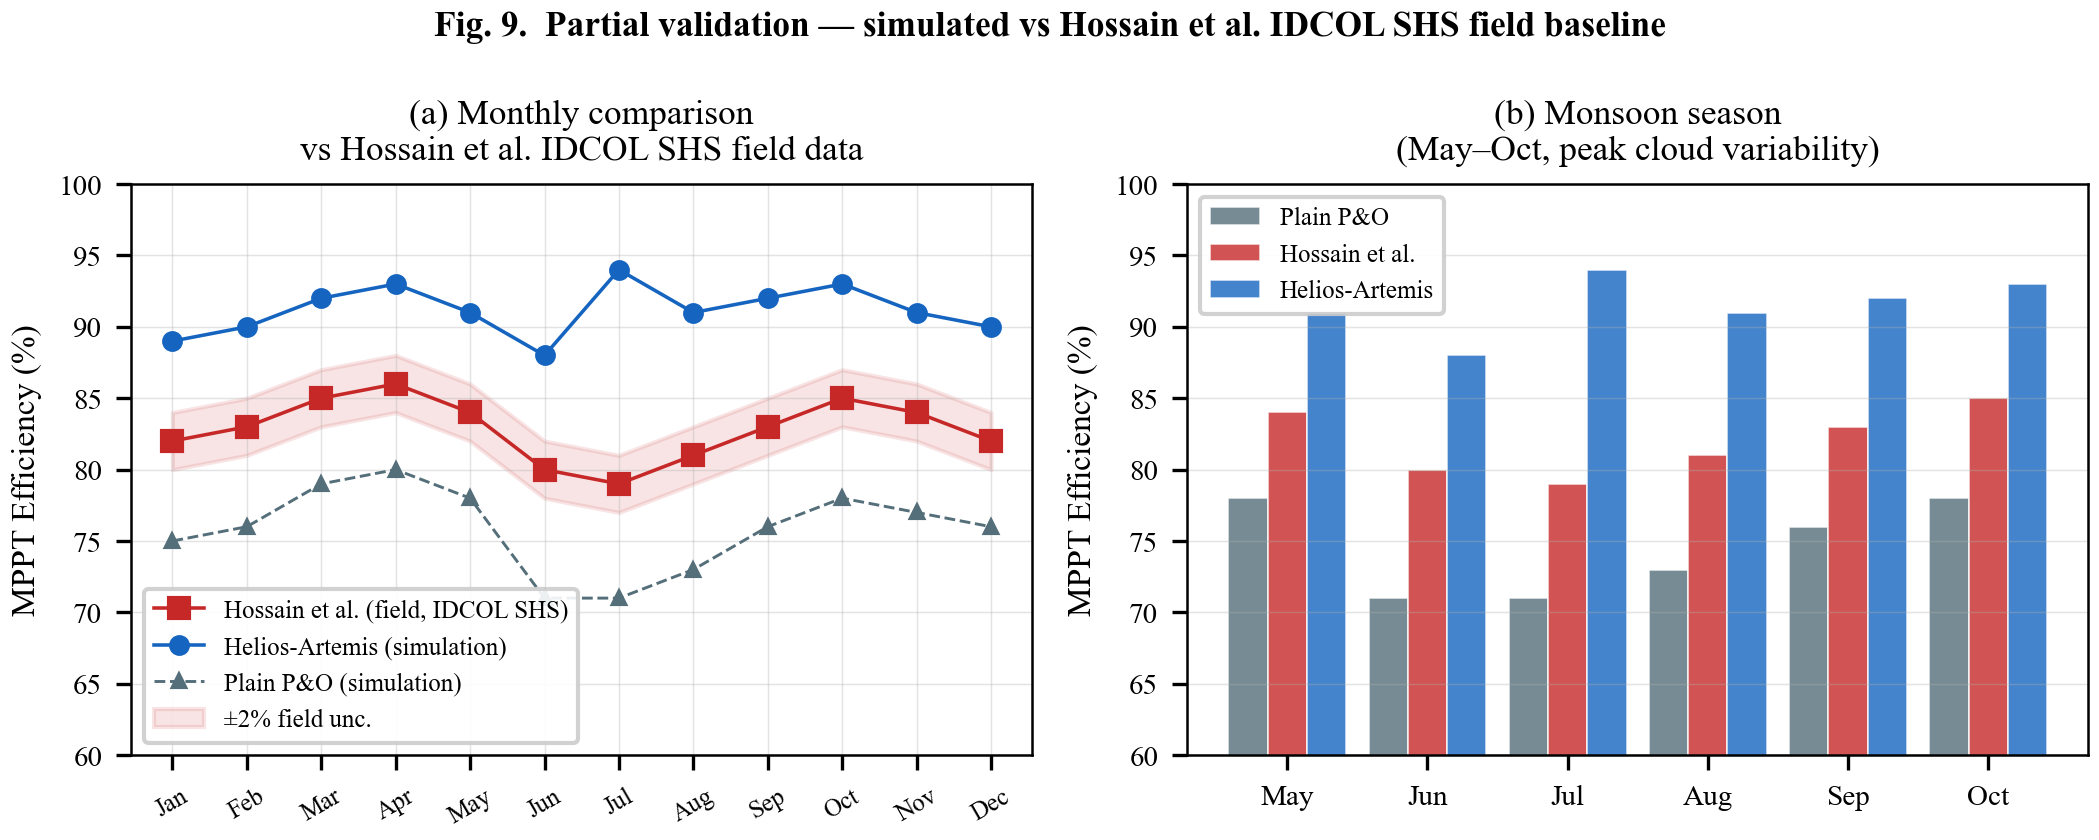 Fig. 9.  Partial validation — simulated vs Hossain et al. IDCOL SHS field baseline
(a) Monthly comparison
vs Hossain et al. IDCOL SHS field data
MPPT Efficiency (%)
100
95
90
85
80
75
70
65
60
Hossain et al. (field, IDCOL SHS)
Helios-Artemis (simulation)
Plain P&O (simulation)
±2% field unc.
Jan Feb Mar Apr May Jun Jul Aug Sep Oct Nov Dec
(b) Monsoon season
(May–Oct, peak cloud variability)
MPPT Efficiency (%)
100
95
90
85
80
75
70
65
60
Plain P&O
Hossain et al.
Helios-Artemis
May Jun Jul Aug Sep Oct